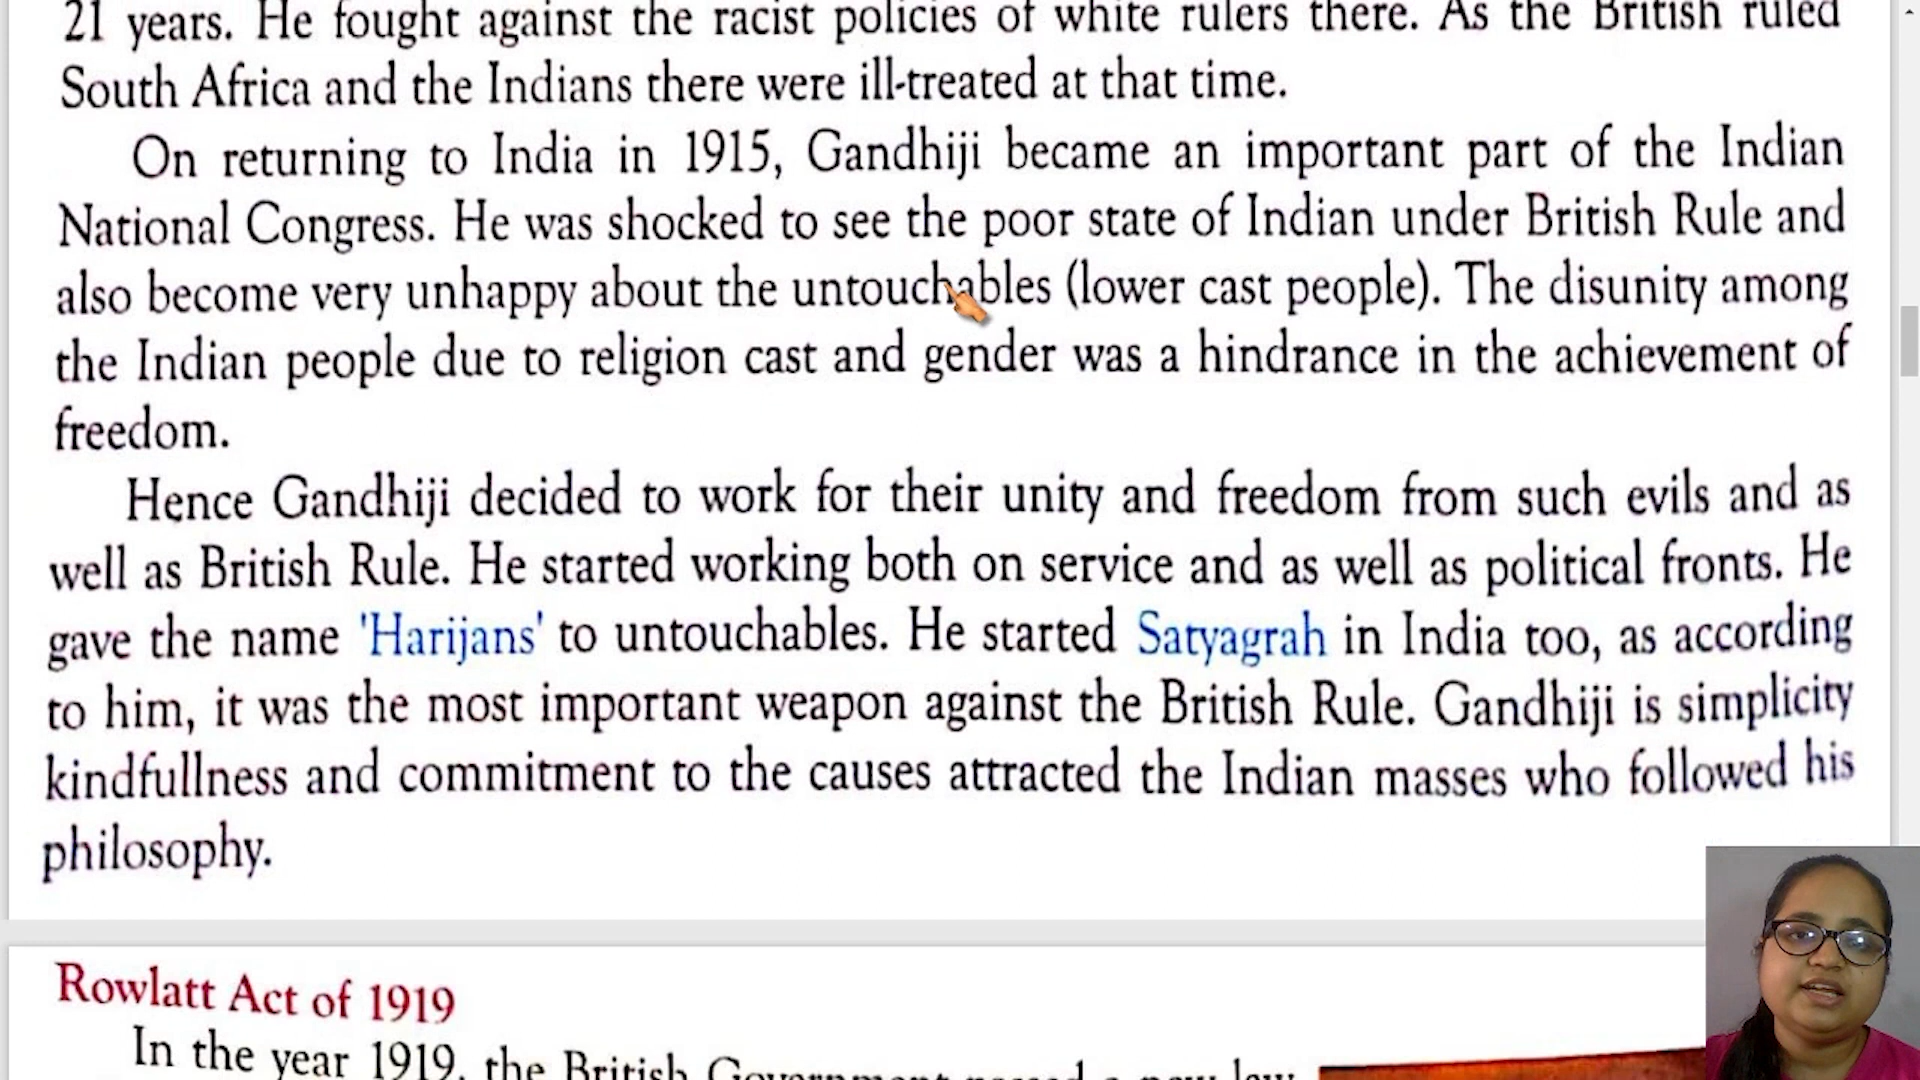 21 years. He fought against the racist policies of white rulers there. As the British ruled
South Africa and the Indians there were ill-treated at that time.
On returning to India in 1915, Gandhiji became an important part of the Indian
National Congress. He was shocked to see the poor state of Indian under British Rule and
also become very unhappy about the untouchables (lower cast people). The disunity among
the Indian people due to religion cast and gender was a hindrance in the achievement of
freedom.
Hence Gandhiji decided to work for their unity and freedom from such evils and as
well as British Rule. He started working both on service and as well as political fronts. He
gave the name 'Harijans' to untouchables. He started Satyagrah in India too, as according
to him, it was the most important weapon against the British Rule. Gandhiji is simplicity
kindfullness and commitment to the causes attracted the Indian masses who followed his
philosophy.
Rowlatt Act of 1919
In the year 1919, the British Government passed a new law